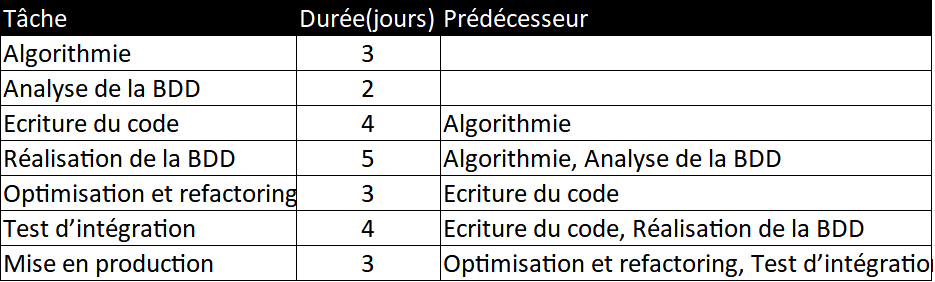 Tâche Durée(jours) Prédécesseur
Algorithmie 3
Analyse de la BDD 2
Ecriture du code 4 Algorithmie
Réalisation de la BDD 5 Algorithmie, Analyse de la BDD
Optimisation et refactoring 3 Ecriture du code
Test d’intégration 4 Ecriture du code, Réalisation de la BDD
Mise en production 3 Optimisation et refactoring, Test d’intégration